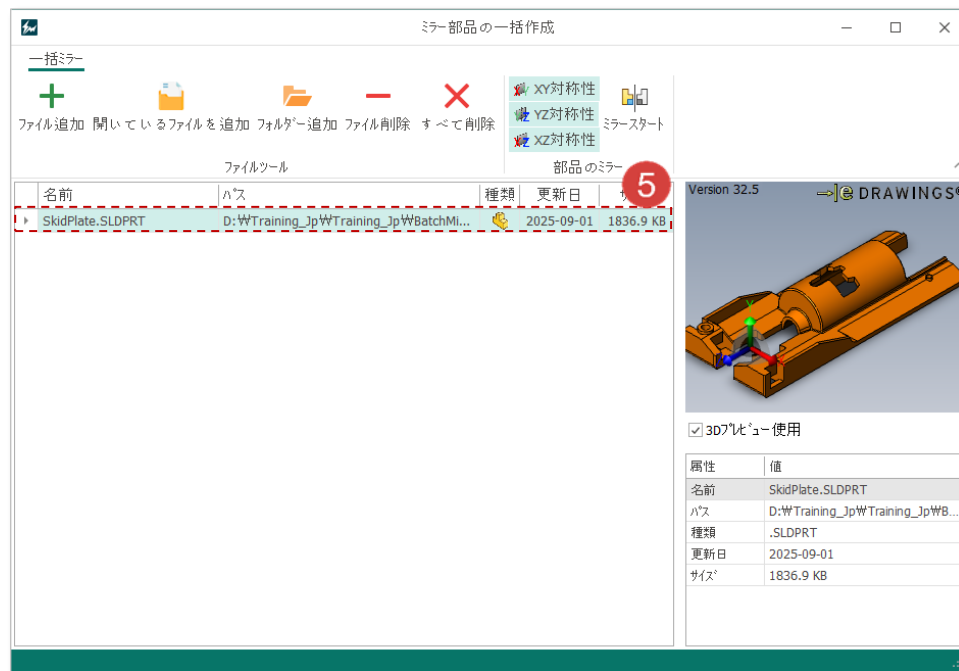 ミラー部品の一括作成
一括ミラー
ファイル追加 開いているファイルを追加 フォルダー追加 ファイル削除 すべて削除 XY対称性 YZ対称性 XZ対称性 ミラースタート
ファイルツール 部品のミラー
5
名前 パス 種類 更新日
SkidPlate.SLDPRT D:₩Training_Jp₩Training_Jp₩BatchMi... 2025-09-01 1836.9 KB
Version 32.5 eDRAWINGS®
Y
3Dプレビュー使用
属性 値
名前 SkidPlate.SLDPRT
パス D:₩Training_Jp₩Training_Jp₩B...
種類 .SLDPRT
更新日 2025-09-01
サイズ 1836.9 KB